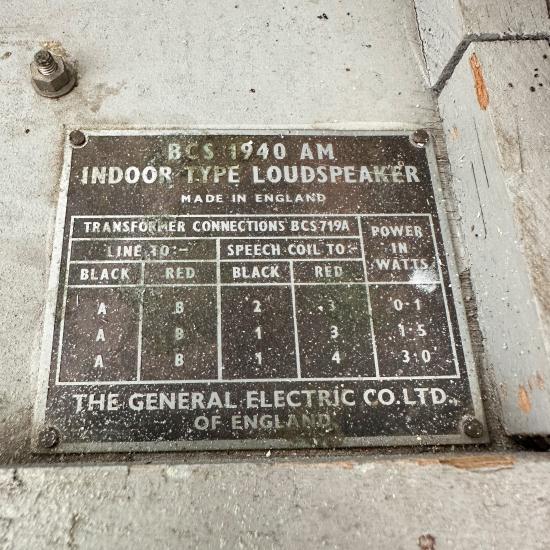 BCS 1940 AM
INDOOR TYPE LOUDSPEAKER
MADE IN ENGLAND
TRANSFORMER CONNECTIONS BCS719A
POWER IN WATTS
LINE TO:- SPEECH COIL TO:-
BLACK RED BLACK RED
A B 2 3 0·1
A B 1 3 1·5
A B 1 4 3·0
THE GENERAL ELECTRIC CO. LTD.
OF ENGLAND